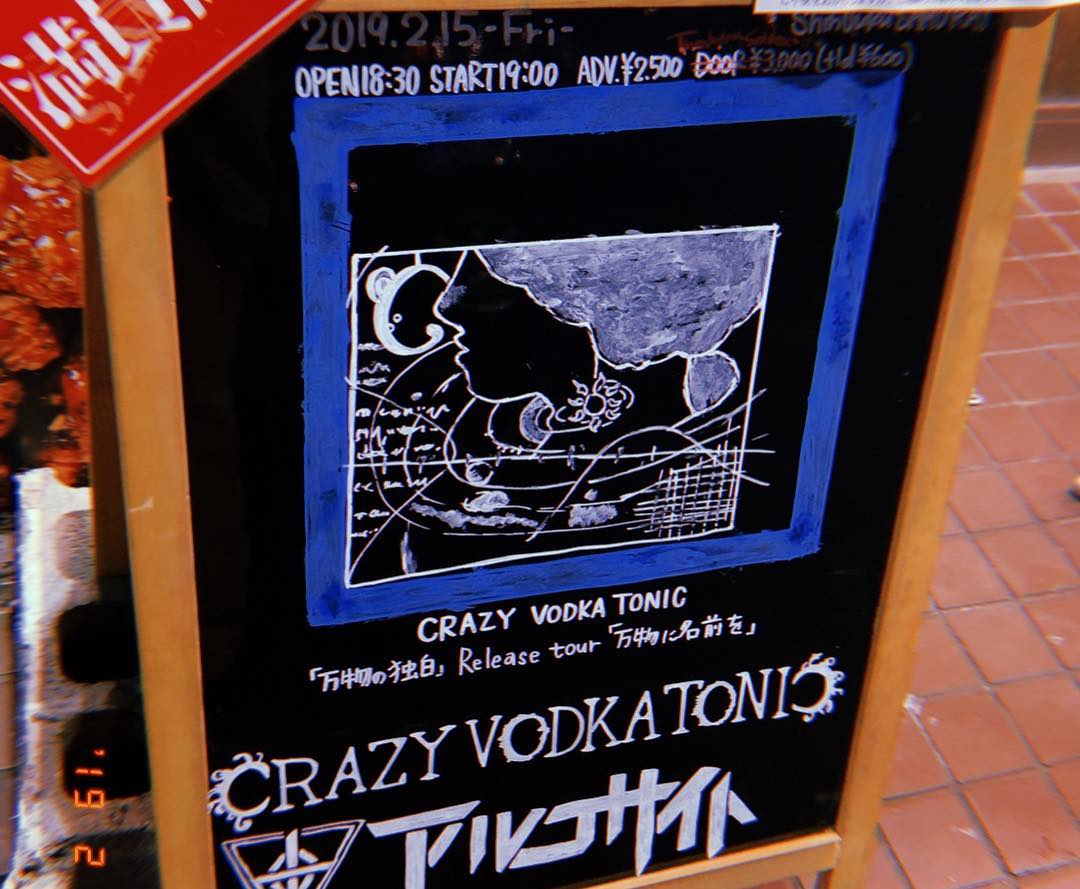 2019.2.15-Fri-
OPEN18:30 START19:00 ADV.¥2.500 DOOR ¥3,000 (+1d ¥600)
CRAZY VODKA TONIC
「万物の独白」 Release tour 「万物に名前を」
CRAZY VODKA TONIC
アルコサイト
'19 2